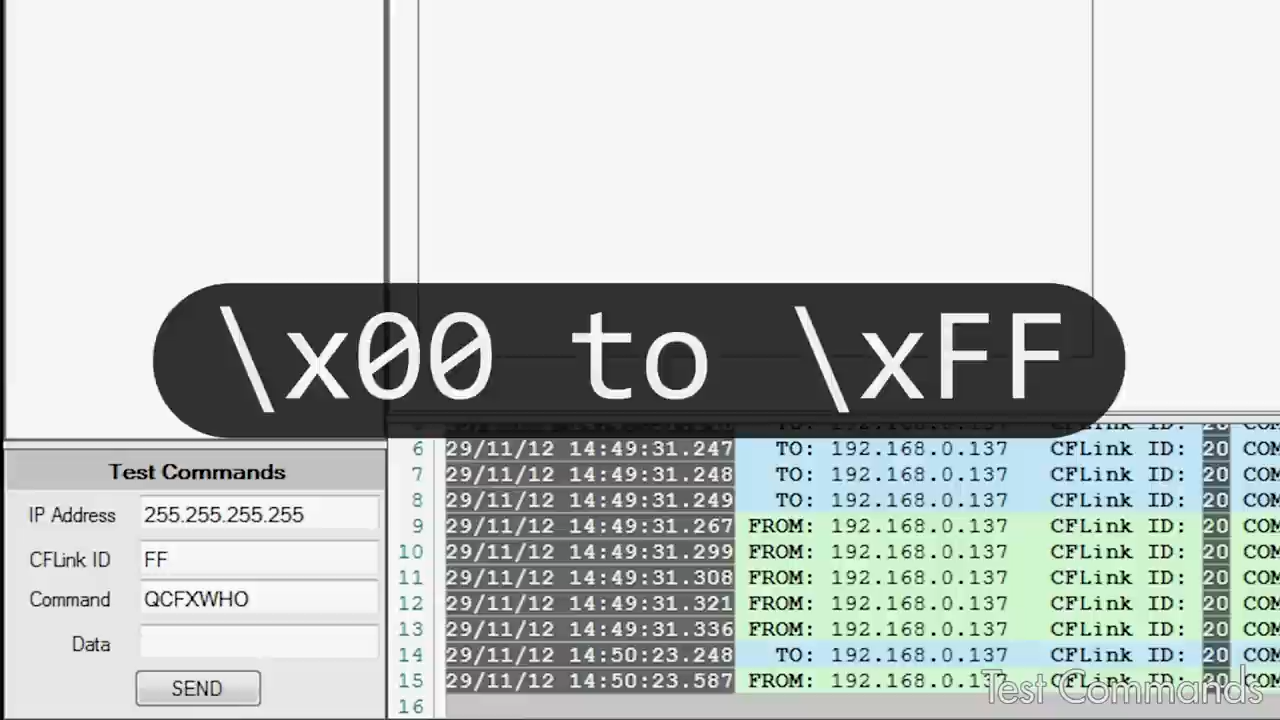 \x00 to \xFF
Test Commands
IP Address 255.255.255.255
CFLink ID FF
Command QCFXWHO
Data
SEND
6 29/11/12 14:49:31.247 TO: 192.168.0.137 CFLink ID: 20 COM
7 29/11/12 14:49:31.248 TO: 192.168.0.137 CFLink ID: 20 COM
8 29/11/12 14:49:31.249 TO: 192.168.0.137 CFLink ID: 20 COM
9 29/11/12 14:49:31.267 FROM: 192.168.0.137 CFLink ID: 20 COM
10 29/11/12 14:49:31.299 FROM: 192.168.0.137 CFLink ID: 20 COM
11 29/11/12 14:49:31.308 FROM: 192.168.0.137 CFLink ID: 20 COM
12 29/11/12 14:49:31.321 FROM: 192.168.0.137 CFLink ID: 20 COM
13 29/11/12 14:49:31.336 FROM: 192.168.0.137 CFLink ID: 20 COM
14 29/11/12 14:50:23.248 TO: 192.168.0.137 CFLink ID: 20 COM
15 29/11/12 14:50:23.587 FROM: 192.168.0.137 CFLink ID: 20
16
Test Commands